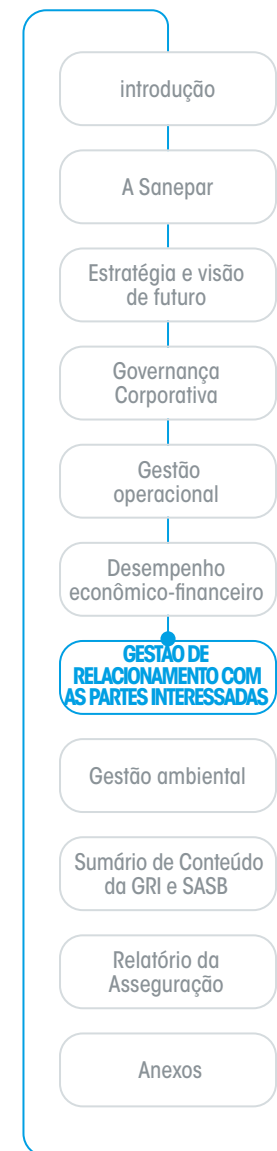 introdução
A Sanepar
Estratégia e visão
de futuro
Governança
Corporativa
Gestão
operacional
Desempenho
econômico-financeiro
GESTÃO DE
RELACIONAMENTO COM
AS PARTES INTERESSADAS
Gestão ambiental
Sumário de Conteúdo
da GRI e SASB
Relatório da
Asseguração
Anexos